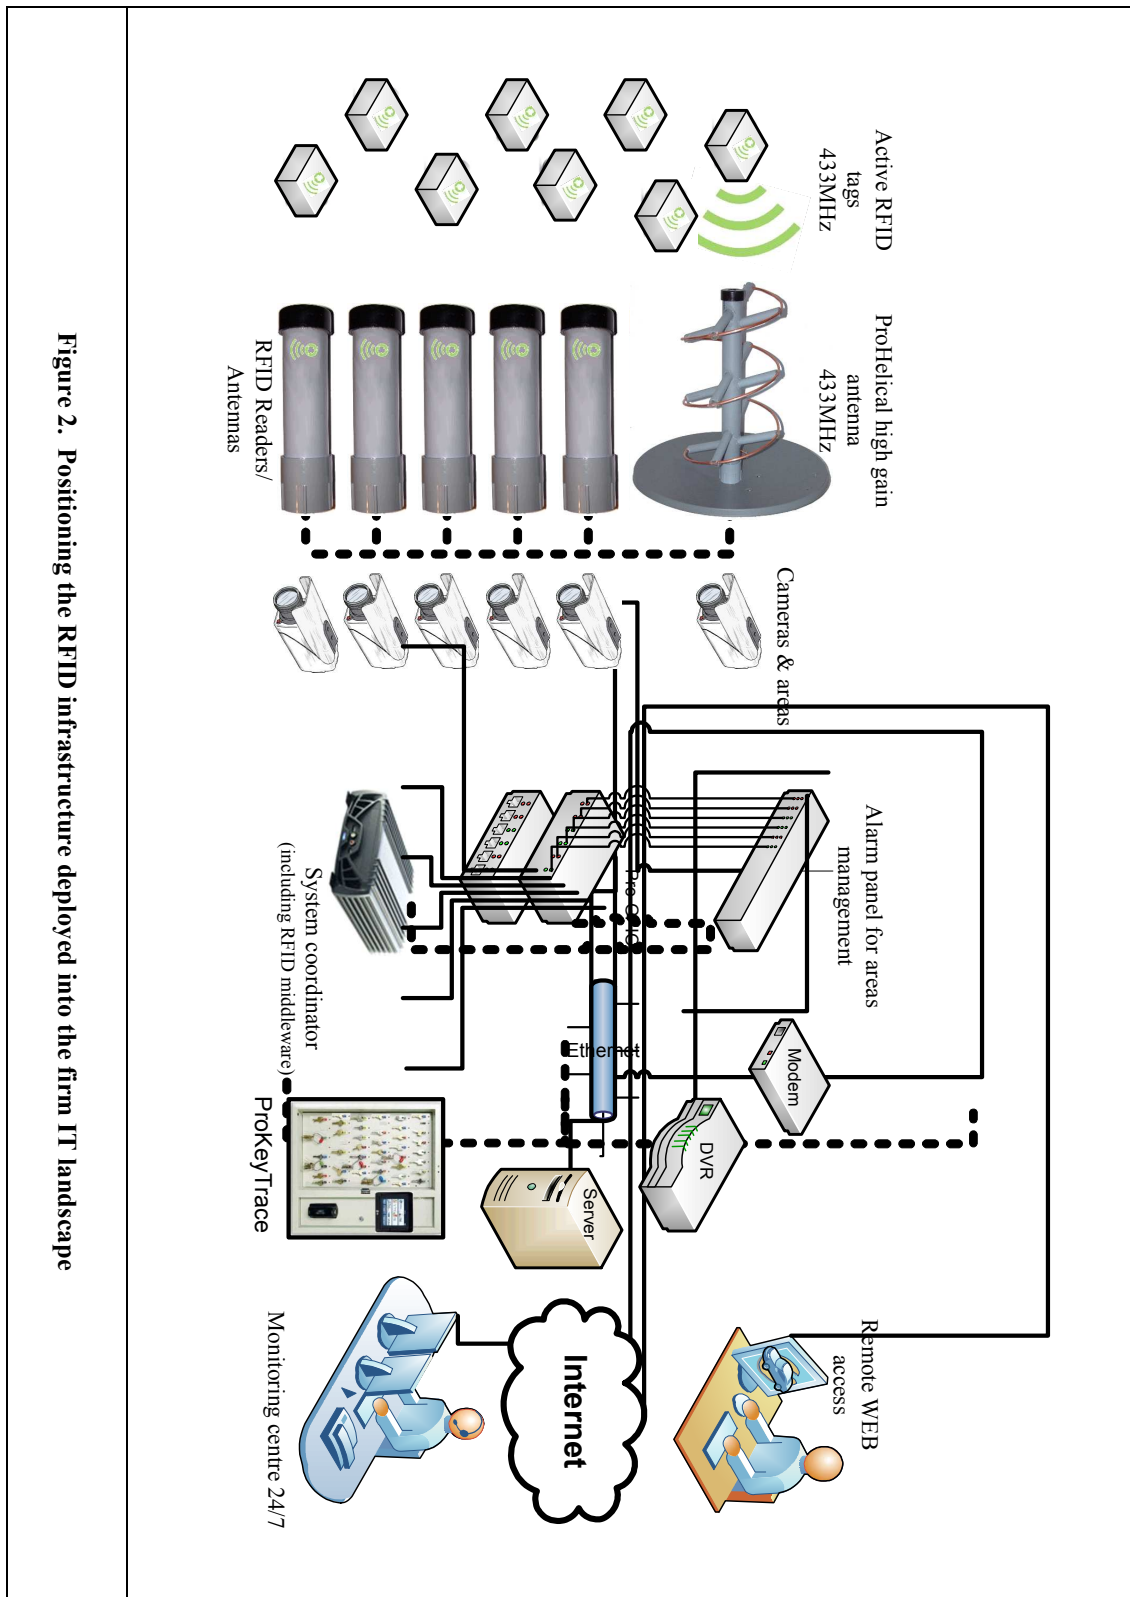 Active RFID
tags
433MHz
ProHelical high gain
antenna
433MHz
RFID Readers/
Antennas
Cameras & areas
Alarm panel for areas
management
System coordinator
(including RFID middleware)
Ethernet
Modem
DVR
Server
ProKeyTrace
Remote WEB
access
Internet
Monitoring centre 24/7
Figure 2. Positioning the RFID infrastructure deployed into the firm IT landscape